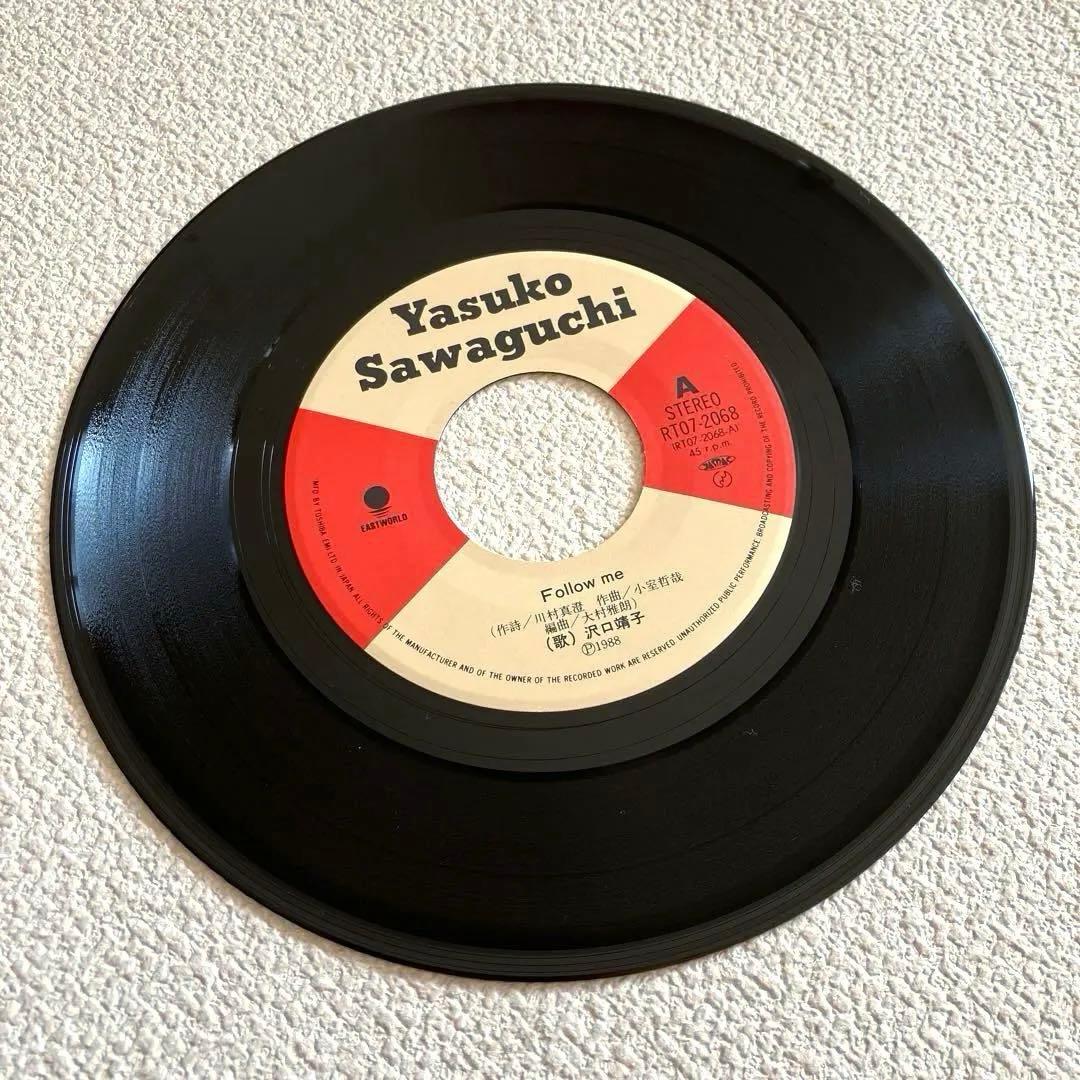 Yasuko
Sawaguchi
A
STEREO
RT07-2068
(RT07-2068-A)
45 r.p.m.
JASRAC
EASTWORLD
Follow me
(作詩/川村真澄 作曲/小室哲哉
編曲/大村雅朗)
(歌) 沢口靖子
Ⓟ1988
MFD BY TOSHIBA EMI LTD IN JAPAN. ALL RIGHTS OF THE MANUFACTURER AND OF THE OWNER OF THE RECORDED WORK ARE RESERVED. UNAUTHORIZED PUBLIC PERFORMANCE BROADCASTING AND COPYING OF THE RECORD PROHIBITED